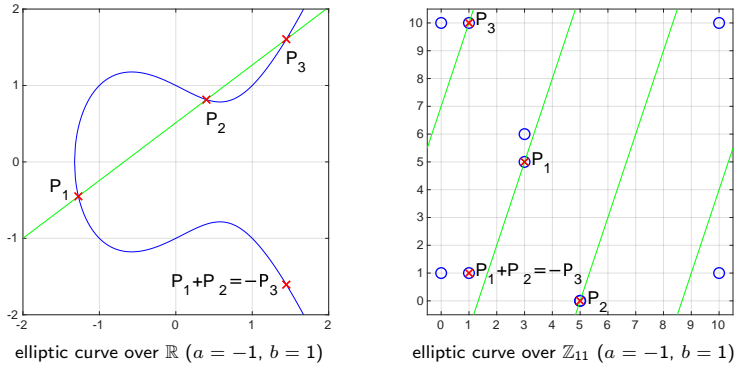 2
1
0
-1
-2
-2
-1
0
1
2
P1
P2
P3
P1+P2=−P3
elliptic curve over ℝ (a = −1, b = 1)
10
9
8
7
6
5
4
3
2
1
0
0 1 2 3 4 5 6 7 8 9 10
P3
P1
P1+P2=−P3
P2
elliptic curve over ℤ11 (a = −1, b = 1)